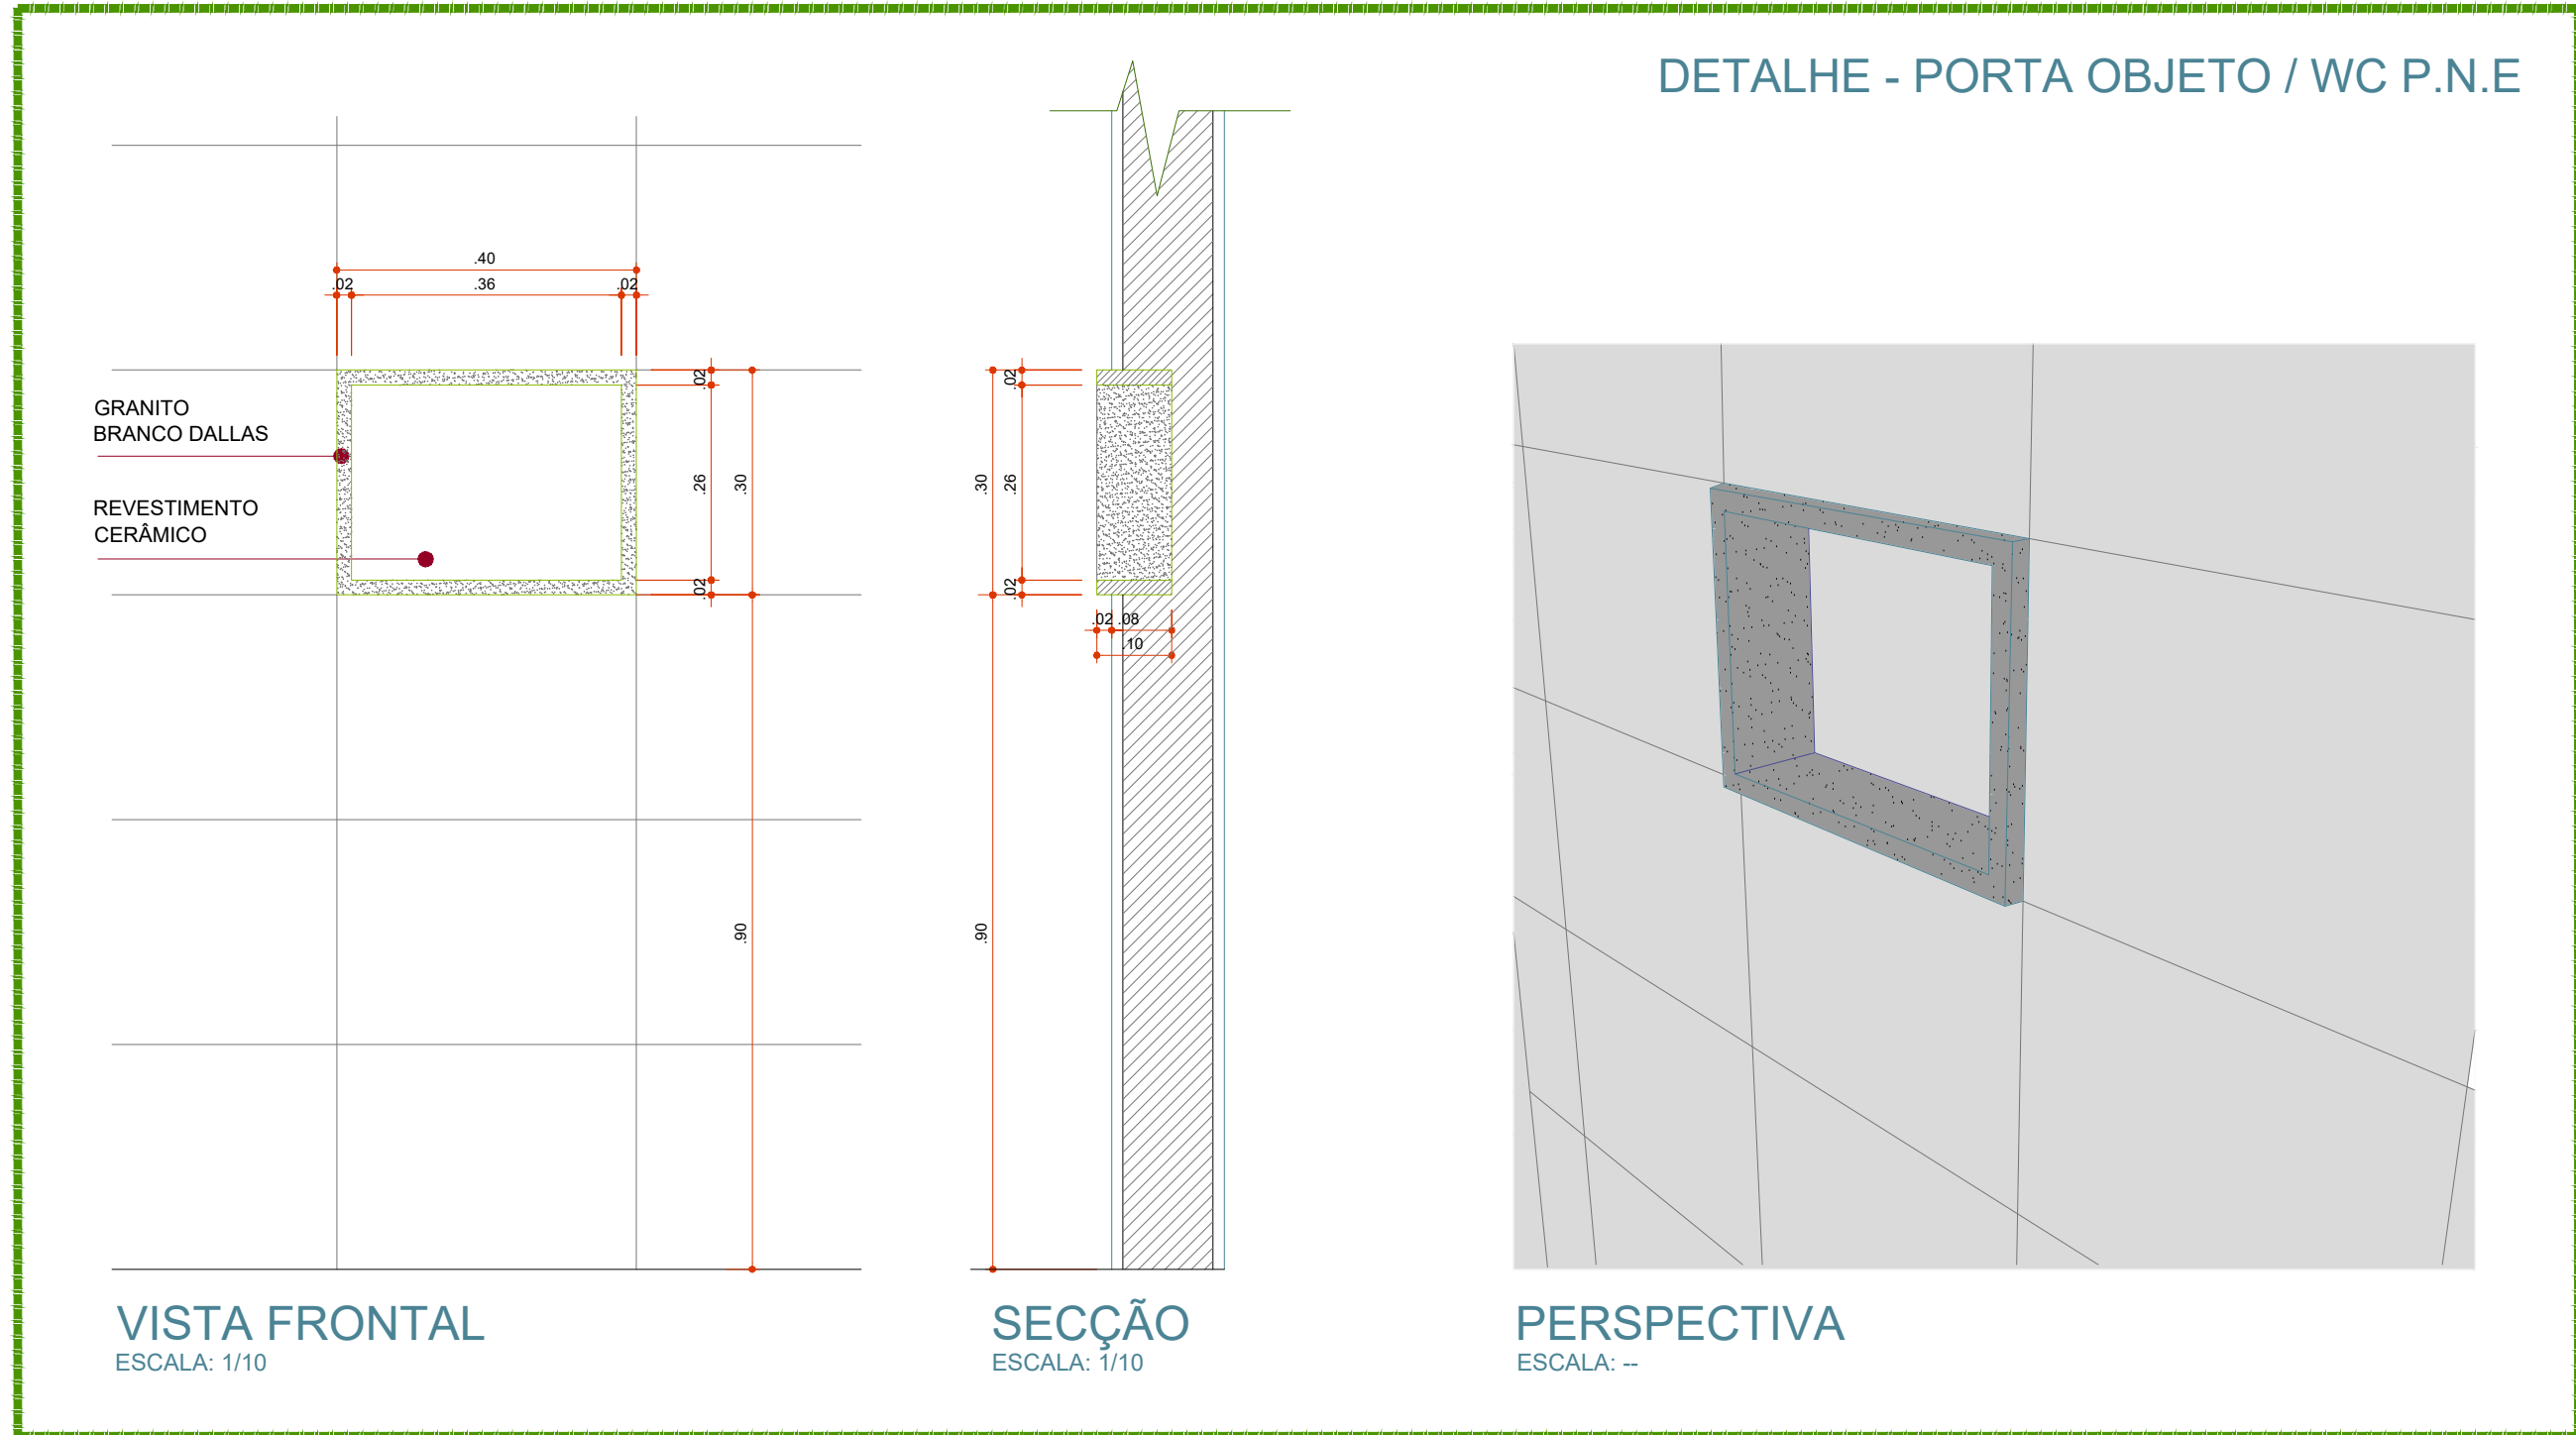 DETALHE - PORTA OBJETO / WC P.N.E
.40
.02 .36 .02
GRANITO
BRANCO DALLAS
REVESTIMENTO
CERÂMICO
.02
.26
.30
.02
.90
.02
.30
.26
.02
.02 .08
.10
.90
VISTA FRONTAL
ESCALA: 1/10
SECÇÃO
ESCALA: 1/10
PERSPECTIVA
ESCALA: --